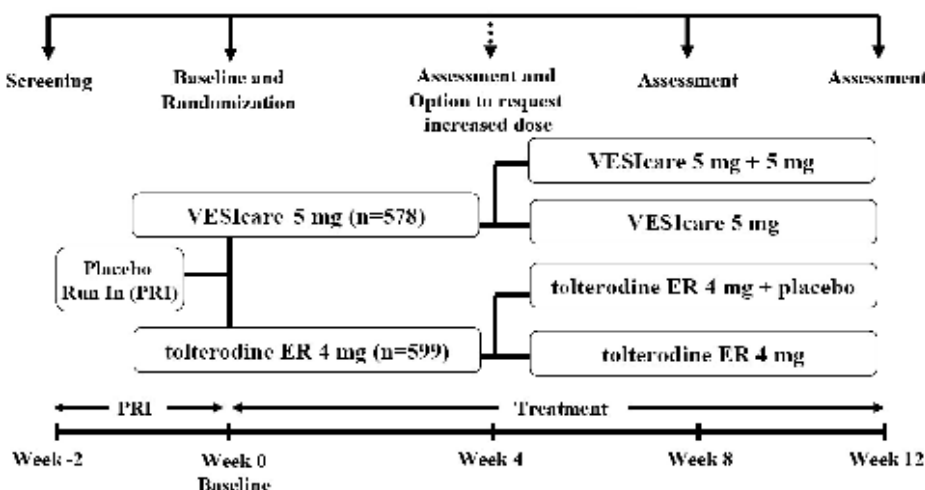 Screening
Baseline and
Randomization
Assessment and
Option to request
increased dose
Assessment
Assessment
VESIcare 5 mg + 5 mg
VESIcare 5 mg (n=578)
VESIcare 5 mg
Placebo
Run In (PRI)
tolterodine ER 4 mg + placebo
tolterodine ER 4 mg (n=599)
tolterodine ER 4 mg
PRI
Treatment
Week -2
Week 0
Baseline
Week 4
Week 8
Week 12